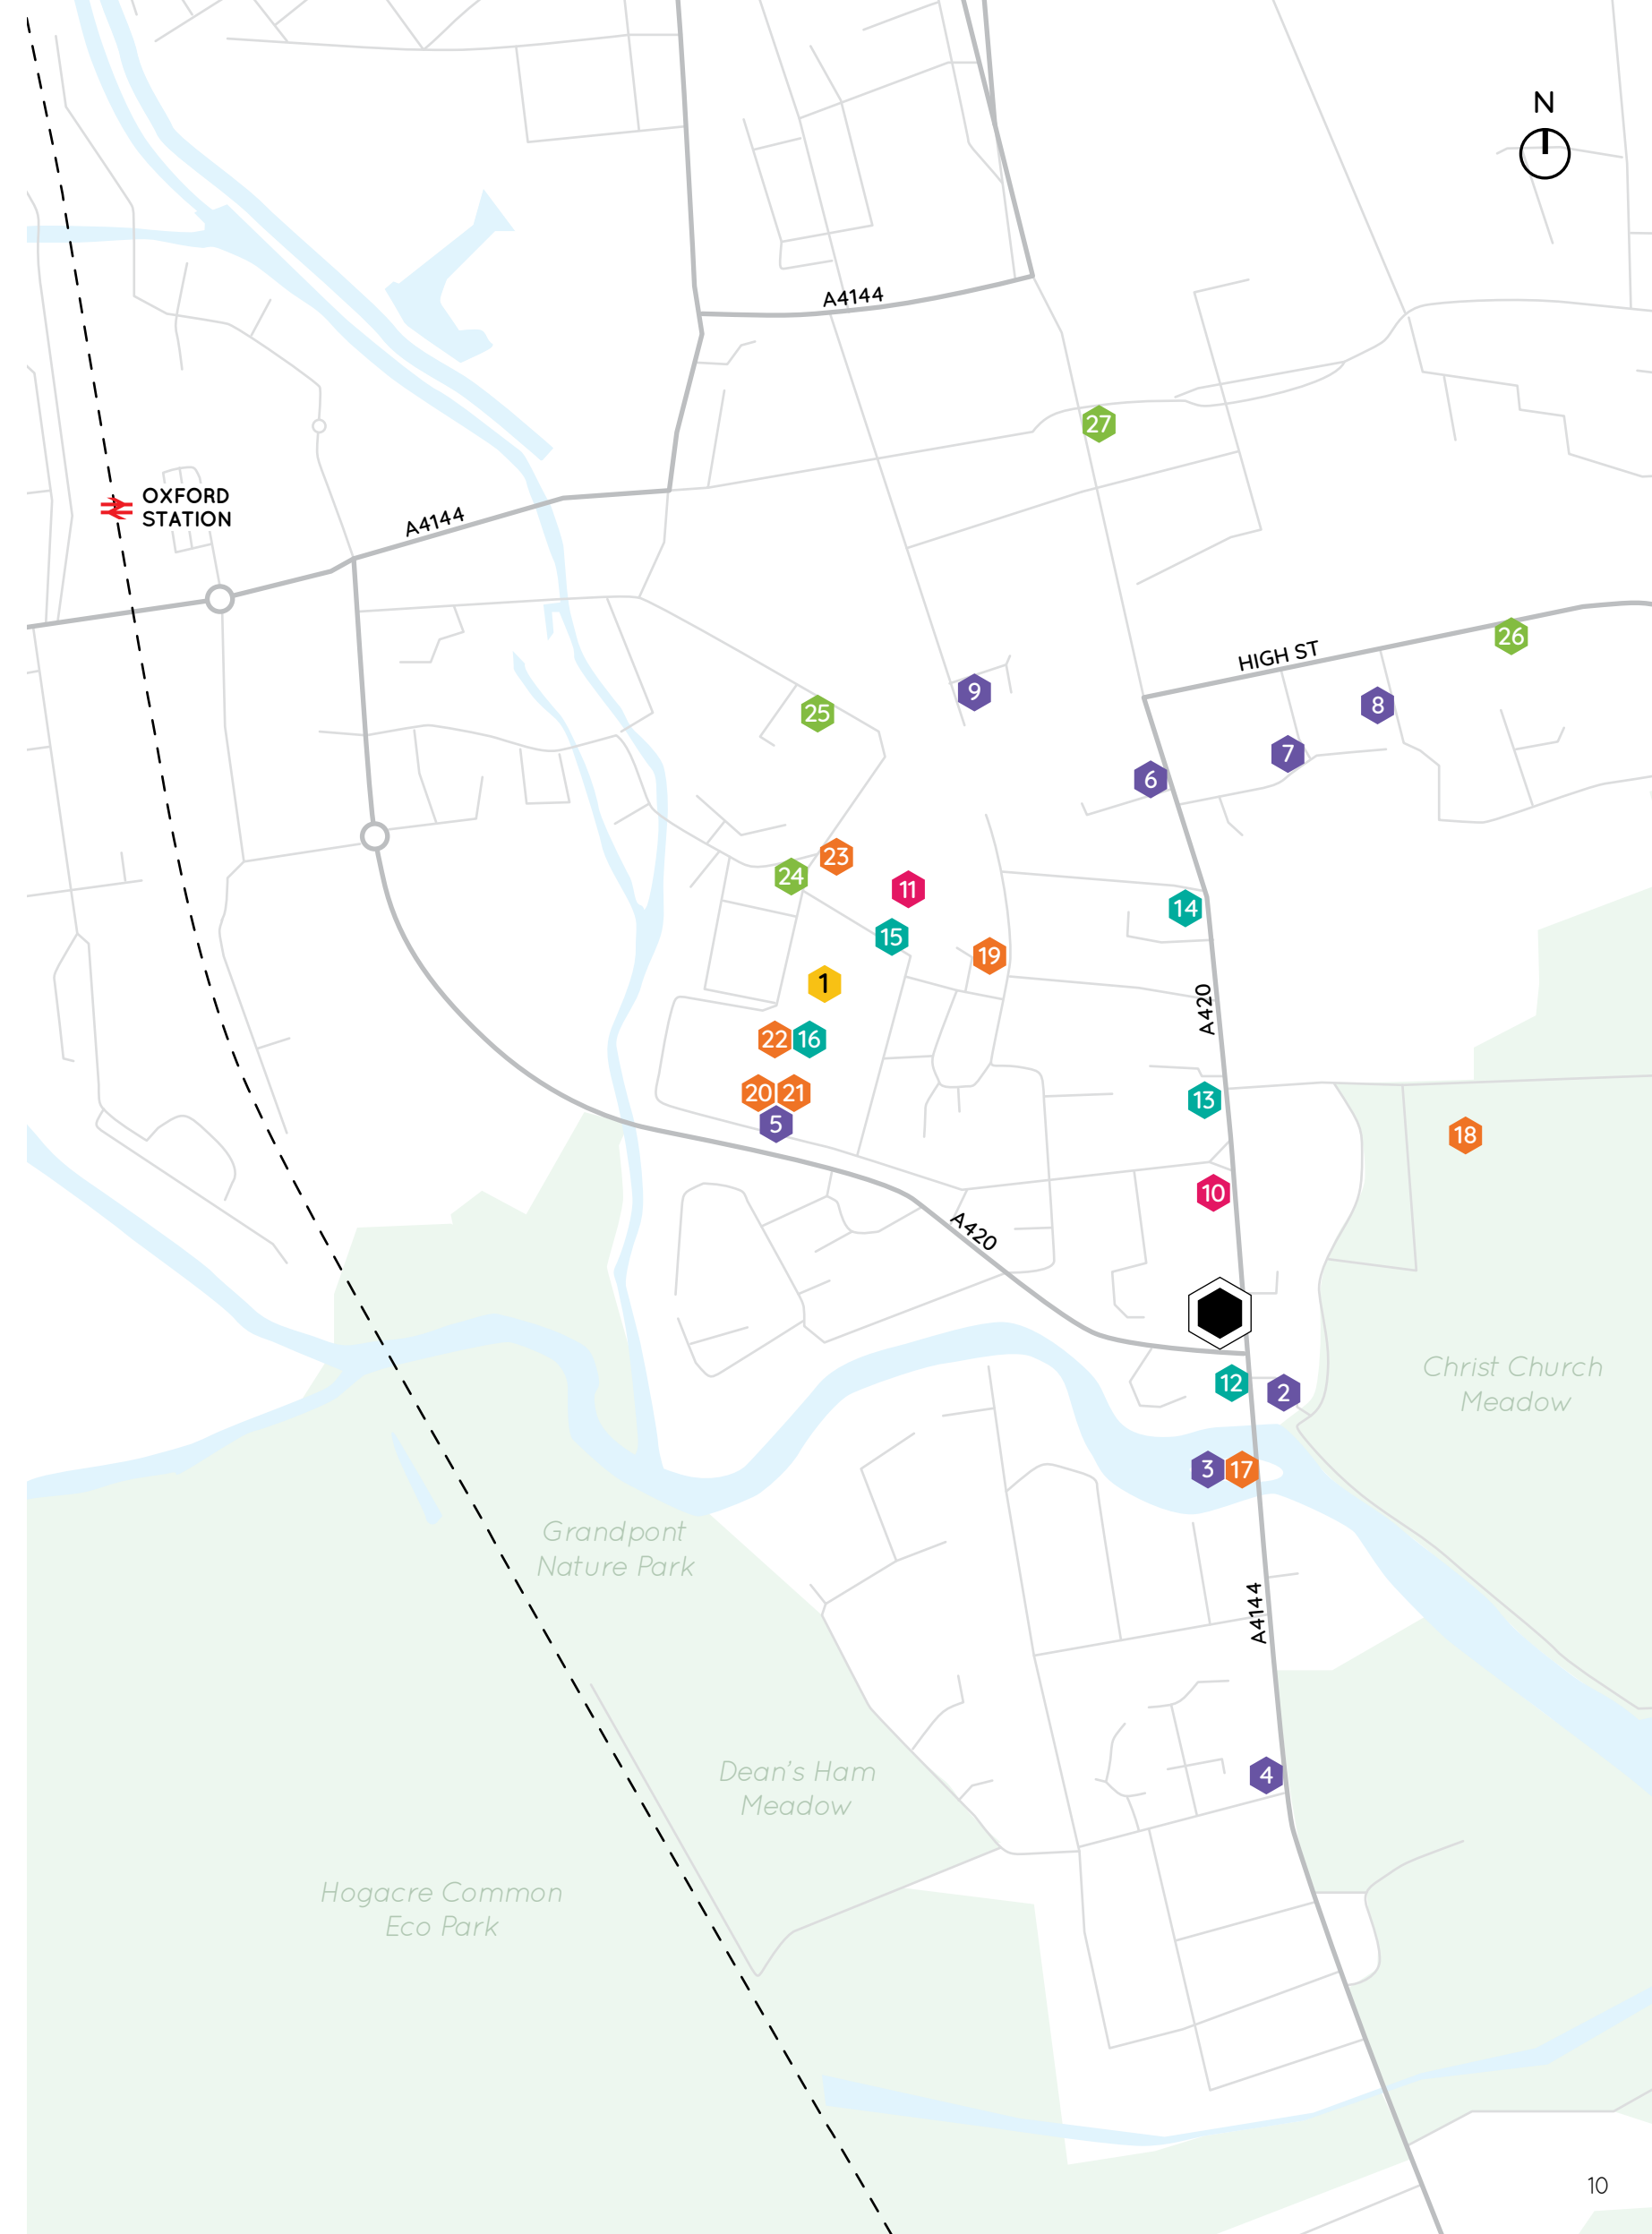 N
A4144
27
OXFORD
STATION
A4144
26
HIGH ST
9
8
25
7
6
23
24
11
14
15
19
1
A420
22
16
20
21
13
5
18
10
A420
Christ Church
Meadow
12
2
3
17
Grandpont
Nature Park
A4144
Dean's Ham
Meadow
4
Hogacre Common
Eco Park
10